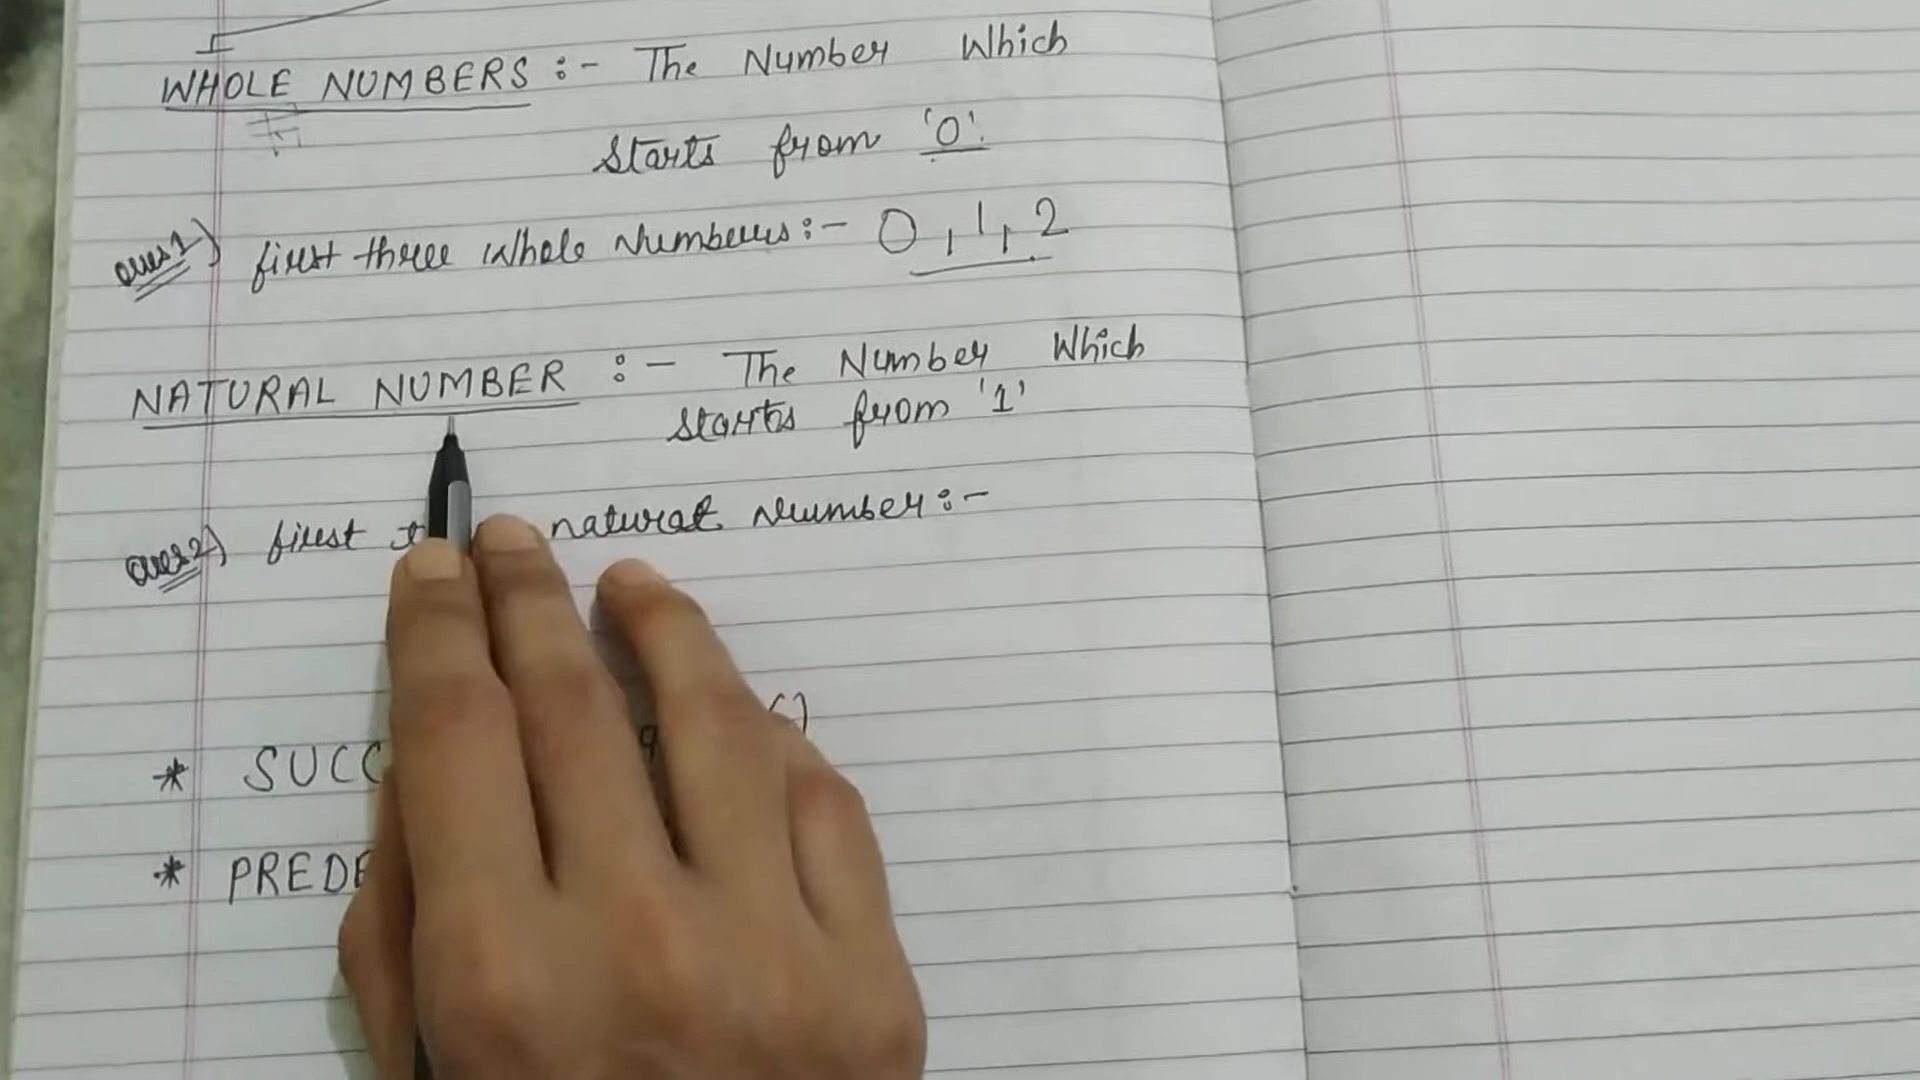 WHOLE NUMBERS :- The Number Which
Starts from '0'.
Ques1) first three Whole Numbers :- 0, 1, 2
NATURAL NUMBER :- The Number Which
Starts from '1'
Ques2) first natural Number :-
* SUCC
* PREDE